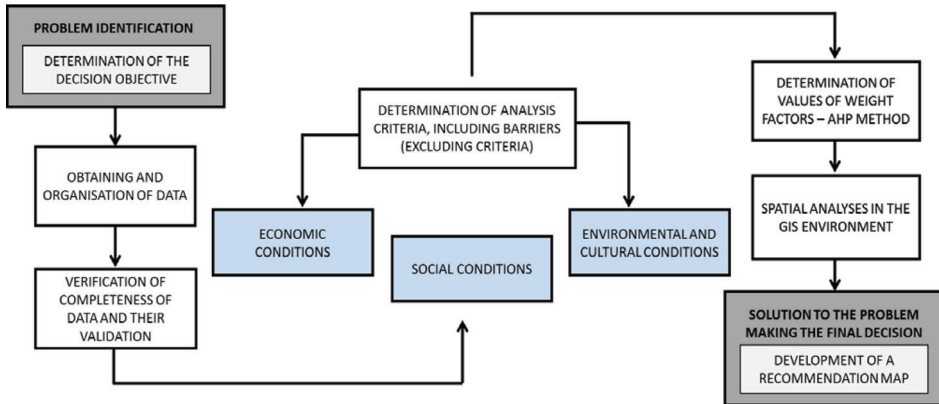 PROBLEM IDENTIFICATION
DETERMINATION OF THE
DECISION OBJECTIVE
OBTAINING AND
ORGANISATION OF DATA
VERIFICATION OF
COMPLETENESS OF
DATA AND THEIR
VALIDATION
DETERMINATION OF ANALYSIS
CRITERIA, INCLUDING BARRIERS
(EXCLUDING CRITERIA)
ECONOMIC
CONDITIONS
SOCIAL CONDITIONS
ENVIRONMENTAL AND
CULTURAL CONDITIONS
DETERMINATION OF
VALUES OF WEIGHT
FACTORS – AHP METHOD
SPATIAL ANALYSES IN THE
GIS ENVIRONMENT
SOLUTION TO THE PROBLEM
MAKING THE FINAL DECISION
DEVELOPMENT OF A
RECOMMENDATION MAP